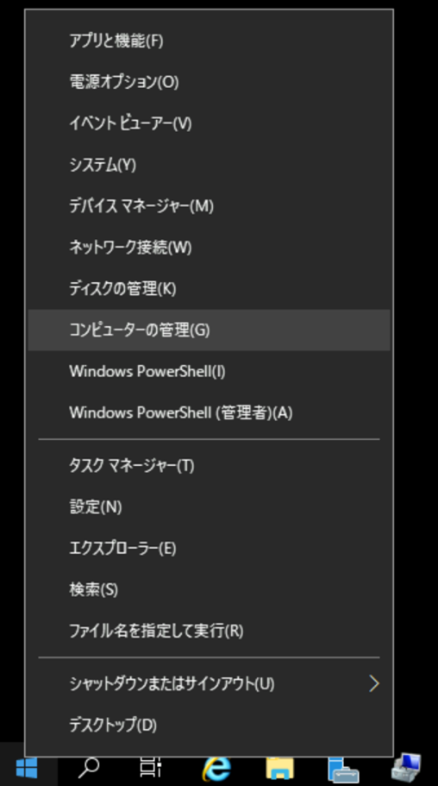 アプリと機能(F)
電源オプション(O)
イベント ビューアー(V)
システム(Y)
デバイス マネージャー(M)
ネットワーク接続(W)
ディスクの管理(K)
コンピューターの管理(G)
Windows PowerShell(I)
Windows PowerShell (管理者)(A)
タスク マネージャー(T)
設定(N)
エクスプローラー(E)
検索(S)
ファイル名を指定して実行(R)
シャットダウンまたはサインアウト(U)
デスクトップ(D)